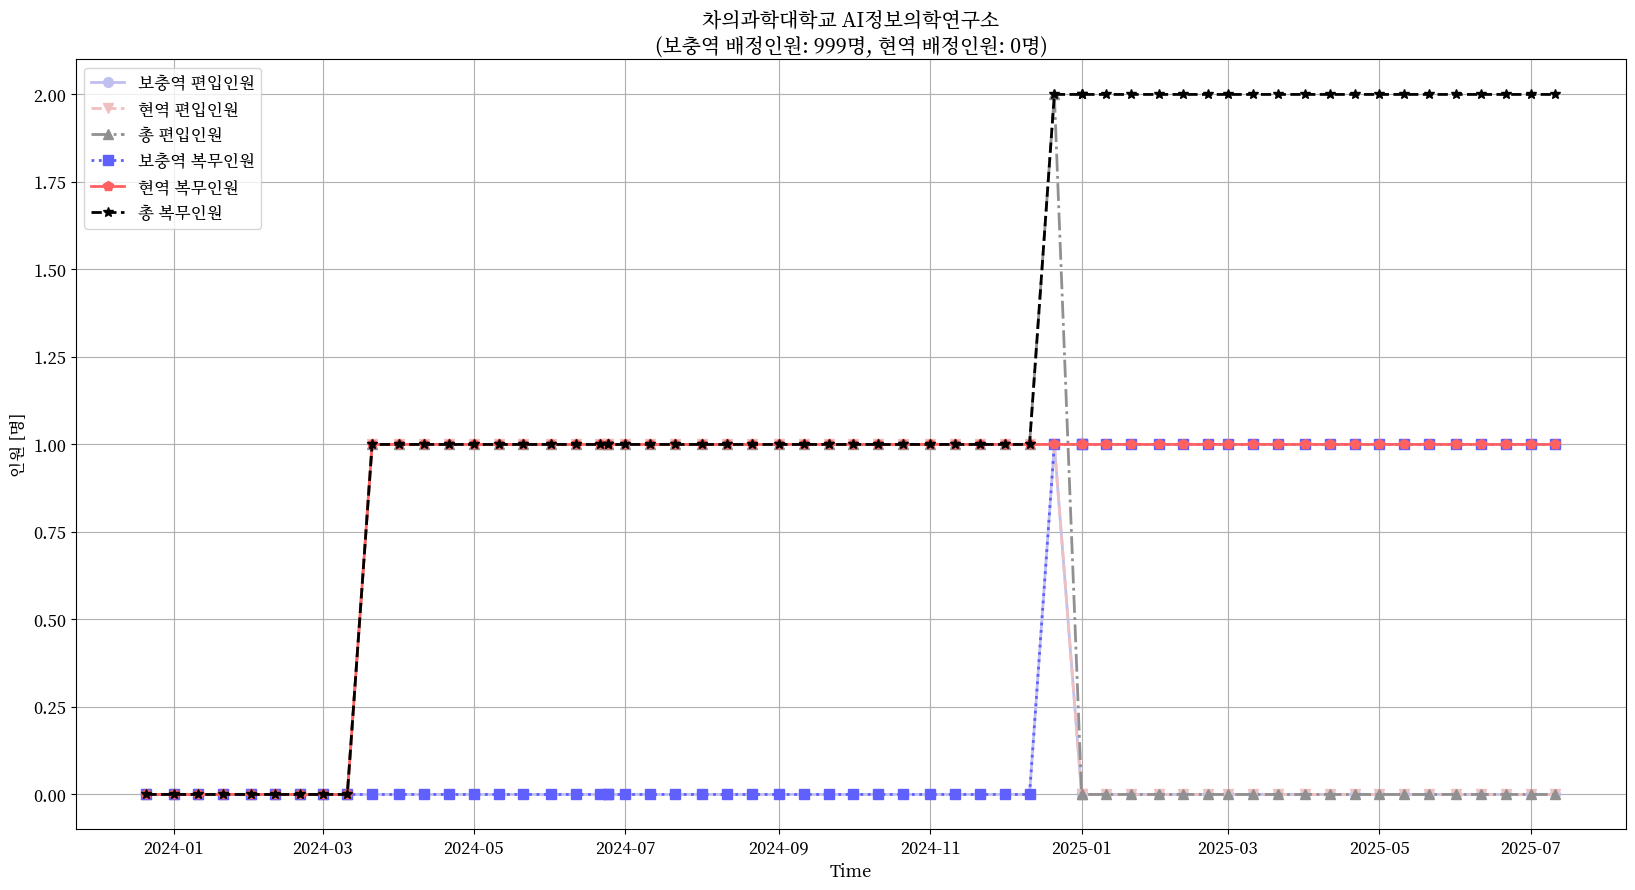 차의과학대학교 AI정보의학연구소
(보충역 배정인원: 999명, 현역 배정인원: 0명)
보충역 편입인원
현역 편입인원
총 편입인원
보충역 복무인원
현역 복무인원
총 복무인원
2.00
1.75
1.50
1.25
1.00
0.75
0.50
0.25
0.00
인원 [명]
2024-01 2024-03 2024-05 2024-07 2024-09 2024-11 2025-01 2025-03 2025-05 2025-07
Time